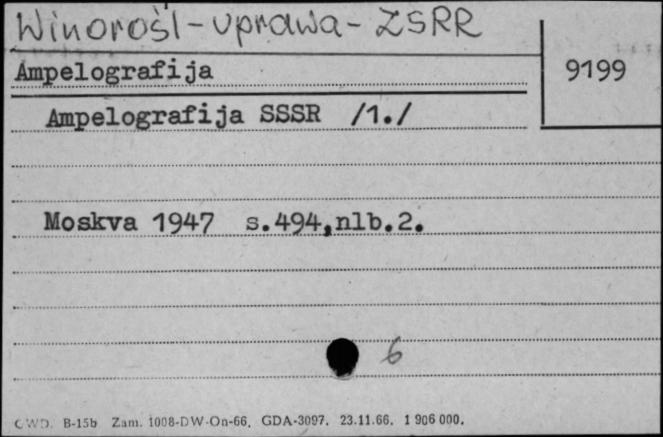 Winorośl - uprawa - ZSRR
Ampelografija
9199
Ampelografija SSSR /1./
Moskva 1947 s.494,nlb.2.
6
CWD. B-15b Zam. 1008-DW-On-66. GDA-3097. 23.11.66. 1 906 000.